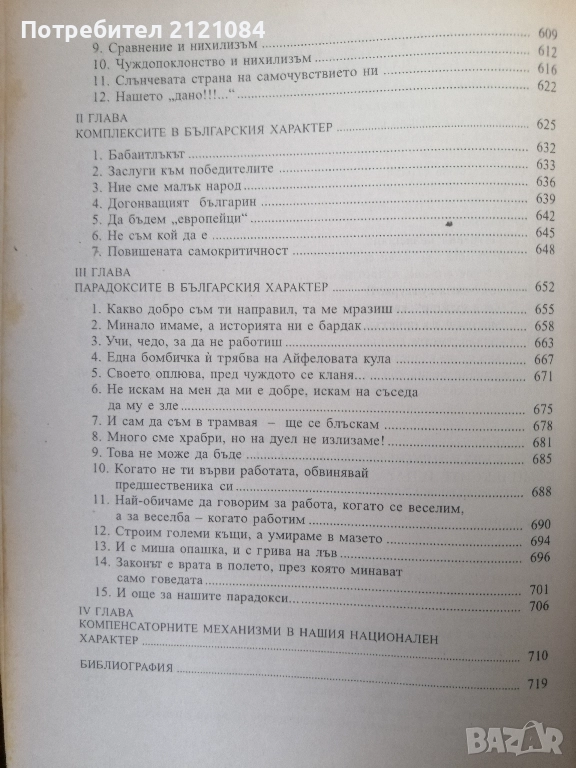 Потребител 2121084
609
9. Сравнение и нихилизъм 612
10. Чуждопоклонство и нихилизъм 616
11. Слънчевата страна на самочувствието ни 622
12. Нашето „дано!!!...“
II ГЛАВА
КОМПЛЕКСИТЕ В БЪЛГАРСКИЯ ХАРАКТЕР 625
1. Бабаитлъкът 632
2. Заслуги към победителите 633
3. Ние сме малък народ 636
4. Догонващият българин 639
5. Да бъдем „европейци“ 642
6. Не съм кой да е 645
7. Повишената самокритичност 648
III ГЛАВА
ПАРАДОКСИТЕ В БЪЛГАРСКИЯ ХАРАКТЕР 652
1. Какво добро съм ти направил, та ме мразиш 655
2. Минало имаме, а историята ни е бардак 658
3. Учи, чедо, за да не работиш 663
4. Една бомбичка ѝ трябва на Айфеловата кула 667
5. Своето оплюва, пред чуждото се кланя... 671
6. Не искам на мен да ми е добре, искам на съседа
да му е зле 675
7. И сам да съм в трамвая – ще се блъскам 678
8. Много сме храбри, но на дуел не излизаме! 681
9. Това не може да бъде 685
10. Когато не ти върви работата, обвинявай
предшественика си 688
11. Най-обичаме да говорим за работа, когато се веселим,
а за веселба – когато работим 690
12. Строим големи къщи, а умираме в мазето 694
13. И с миша опашка, и с грива на лъв 696
14. Законът е врата в полето, през която минават
само говедата 701
15. И още за нашите парадокси... 706
IV ГЛАВА
КОМПЕНСАТОРНИТЕ МЕХАНИЗМИ В НАШИЯ НАЦИОНАЛЕН
ХАРАКТЕР 710
БИБЛИОГРАФИЯ 719
BAZAR